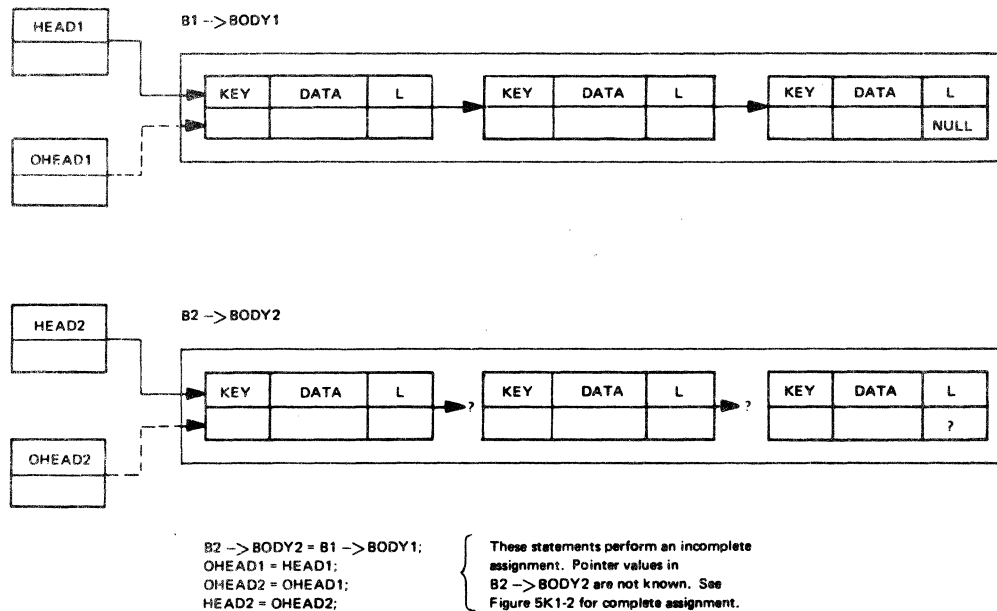 HEAD1
B1 -> BODY1
KEY DATA L
KEY DATA L
KEY DATA L
NULL
OHEAD1
HEAD2
B2 -> BODY2
KEY DATA L
KEY DATA L
KEY DATA L
? ? ?
OHEAD2
B2 -> BODY2 = B1 -> BODY1;
OHEAD1 = HEAD1;
OHEAD2 = OHEAD1;
HEAD2 = OHEAD2;
These statements perform an incomplete
assignment. Pointer values in
B2 -> BODY2 are not known. See
Figure 5K1-2 for complete assignment.